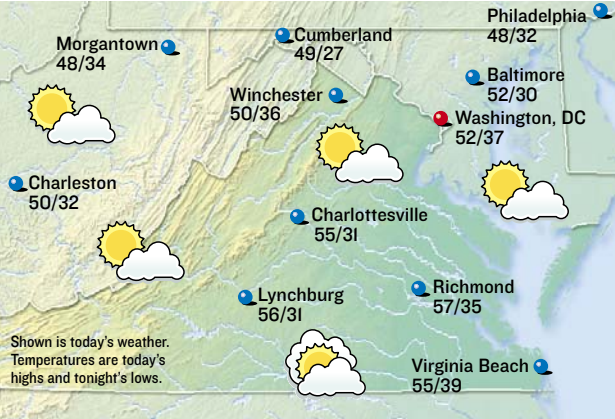 Philadelphia
48/32
Morgantown
48/34
Cumberland
49/27
Baltimore
52/30
Winchester
50/36
Washington, DC
52/37
Charleston
50/32
Charlottesville
55/31
Lynchburg
56/31
Richmond
57/35
Shown is today's weather.
Temperatures are today's
highs and tonight's lows.
Virginia Beach
55/39